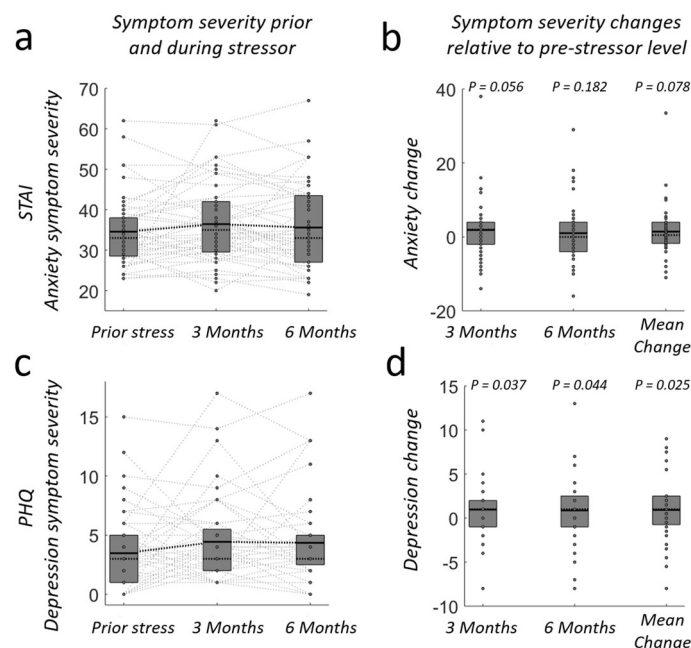 a
Symptom severity prior
and during stressor
b
Symptom severity changes
relative to pre-stressor level
STAI
Anxiety symptom severity
70
60
50
40
30
20
Prior stress
3 Months
6 Months
Anxiety change
40
20
0
-20
P = 0.056
P = 0.182
P = 0.078
3 Months
6 Months
Mean
Change
c
PHQ
Depression symptom severity
15
10
5
0
Prior stress
3 Months
6 Months
d
Depression change
15
10
5
0
-5
-10
P = 0.037
P = 0.044
P = 0.025
3 Months
6 Months
Mean
Change